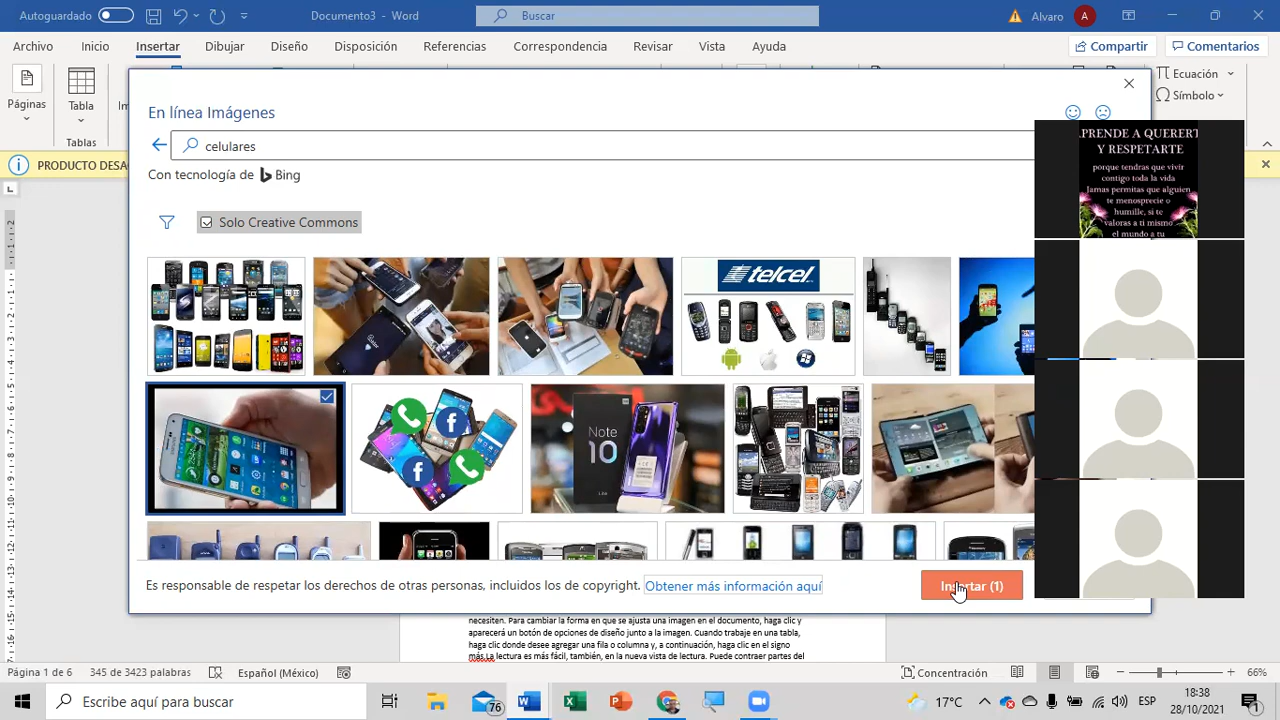 Autoguardado
Documento3 - Word
Buscar
Alvaro
A
Archivo
Inicio
Insertar
Dibujar
Diseño
Disposición
Referencias
Correspondencia
Revisar
Vista
Ayuda
Compartir
Comentarios
Páginas
Tabla
Tablas
Ecuación
Símbolo
PRODUCTO DESA
En línea Imágenes
celulares
Con tecnología de Bing
Solo Creative Commons
telcel
Note
10
Es responsable de respetar los derechos de otras personas, incluidos los de copyright. Obtener más información aquí
Insertar (1)
PRENDE A QUERERT
Y RESPETARTE
porque tendras que vivir
contigo toda la vida
Jamas permitas que alguien
te menosprecie o
humille, si te
valoras a ti mismo
el mundo a tu
necesiten. Para cambiar la forma en que se ajusta una imagen en el documento, haga clic y
aparecerá un botón de opciones de diseño junto a la imagen. Cuando trabaje en una tabla,
haga clic donde desee agregar una fila o columna y, a continuación, haga clic en el signo
más.La lectura es más fácil, también, en la nueva vista de lectura. Puede contraer partes del
Página 1 de 6
345 de 3423 palabras
Español (México)
Concentración
66%
Escribe aquí para buscar
76
17°C
ESP
18:38
28/10/2021
1